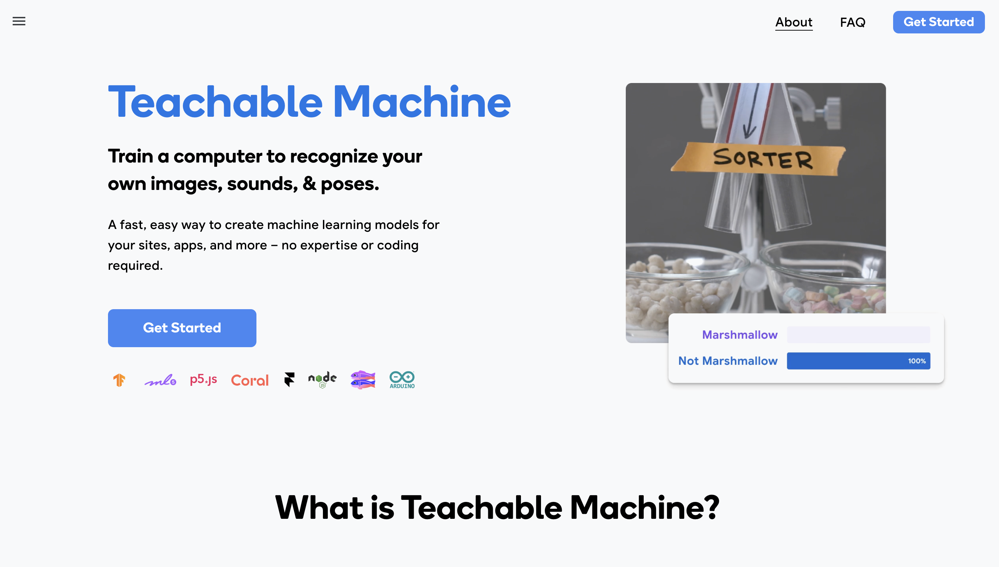 About
FAQ
Get Started
Teachable Machine
Train a computer to recognize your
own images, sounds, & poses.
A fast, easy way to create machine learning models for
your sites, apps, and more – no expertise or coding
required.
Get Started
ml5
p5*js
Coral
node
JS
ARDUINO
SORTER
Marshmallow
Not Marshmallow 100%
What is Teachable Machine?